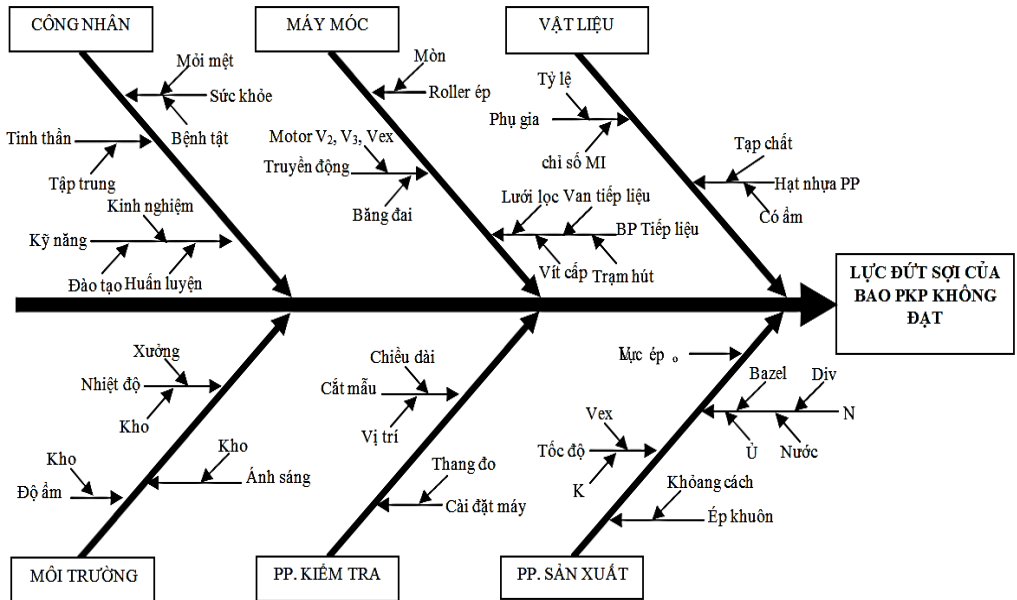 CÔNG NHÂN
MÁY MÓC
VẬT LIỆU
Mỏi mệt
Sức khỏe
Bệnh tật
Tinh thần
Tập trung
Kinh nghiệm
Kỹ năng
Đào tạo
Huấn luyện
Mòn
Roller ép
Motor V2, V3, Vex
Truyền động
Băng đai
Lưới lọc
Van tiếp liệu
BP Tiếp liệu
Vít cấp
Trạm hút
Tỷ lệ
Phụ gia
chỉ số MI
Tạp chất
Hạt nhựa PP
Có ẩm
LỰC ĐỨT SỢI CỦA
BAO PKP KHÔNG
ĐẠT
Xưởng
Nhiệt độ
Kho
Kho
Độ ẩm
Kho
Ánh sáng
Chiều dài
Cắt mẫu
Vị trí
Thang đo
Cài đặt máy
ép
Bazel
Div
N
Ủ
Nước
Vex
Tốc độ
K
Khỏang cách
Ép khuôn
MÔI TRƯỜNG
PP. KIỂM TRA
PP. SẢN XUẤT